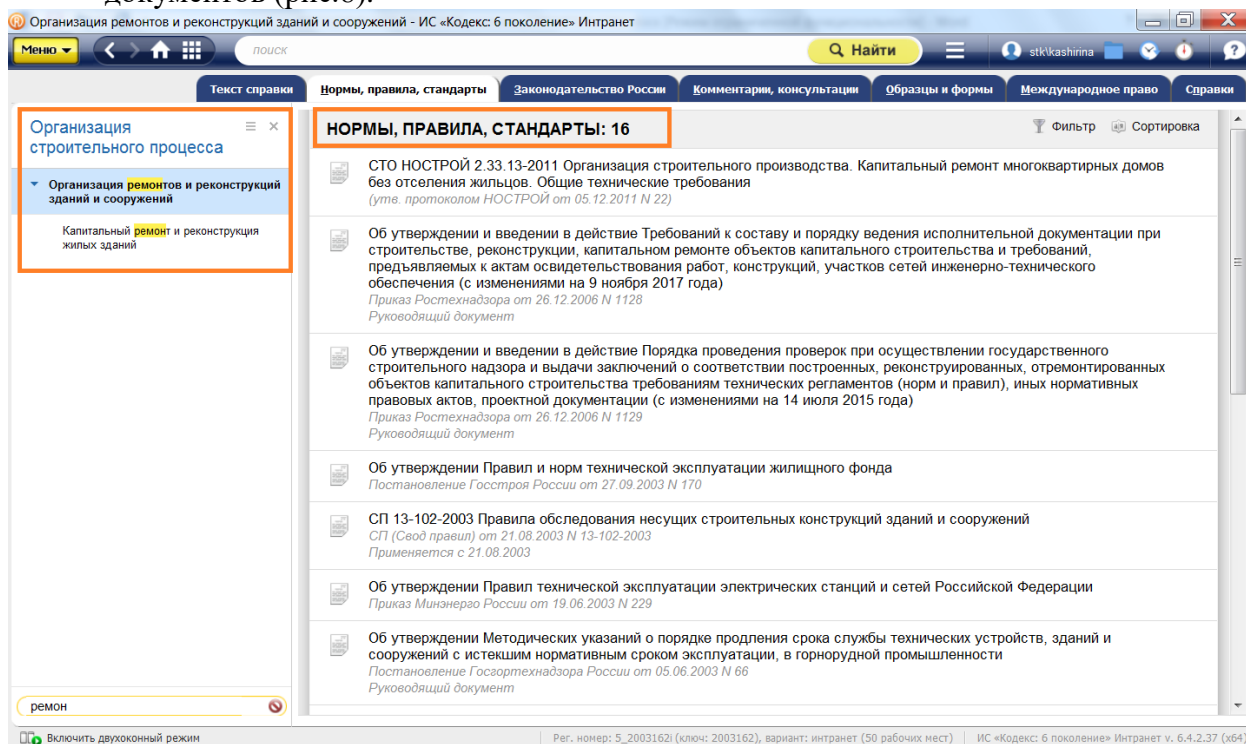 документов (рис.8).
Организация ремонтов и реконструкций зданий и сооружений - ИС «Кодекс: 6 поколение» Интранет
Меню
поиск
Найти
stk\kashirina
Текст справки
Нормы, правила, стандарты
Законодательство России
Комментарии, консультации
Образцы и формы
Международное право
Справки
Организация
строительного процесса
Организация ремонтов и реконструкций
зданий и сооружений
Капитальный ремонт и реконструкция
жилых зданий
НОРМЫ, ПРАВИЛА, СТАНДАРТЫ: 16
Фильтр
Сортировка
СТО НОСТРОЙ 2.33.13-2011 Организация строительного производства. Капитальный ремонт многоквартирных домов
без отселения жильцов. Общие технические требования
(утв. протоколом НОСТРОЙ от 05.12.2011 N 22)
Об утверждении и введении в действие Требований к составу и порядку ведения исполнительной документации при
строительстве, реконструкции, капитальном ремонте объектов капитального строительства и требований,
предъявляемых к актам освидетельствования работ, конструкций, участков сетей инженерно-технического
обеспечения (с изменениями на 9 ноября 2017 года)
Приказ Ростехнадзора от 26.12.2006 N 1128
Руководящий документ
Об утверждении и введении в действие Порядка проведения проверок при осуществлении государственного
строительного надзора и выдачи заключений о соответствии построенных, реконструированных, отремонтированных
объектов капитального строительства требованиям технических регламентов (норм и правил), иных нормативных
правовых актов, проектной документации (с изменениями на 14 июля 2015 года)
Приказ Ростехнадзора от 26.12.2006 N 1129
Руководящий документ
Об утверждении Правил и норм технической эксплуатации жилищного фонда
Постановление Госстроя России от 27.09.2003 N 170
СП 13-102-2003 Правила обследования несущих строительных конструкций зданий и сооружений
СП (Свод правил) от 21.08.2003 N 13-102-2003
Применяется с 21.08.2003
Об утверждении Правил технической эксплуатации электрических станций и сетей Российской Федерации
Приказ Минэнерго России от 19.06.2003 N 229
Об утверждении Методических указаний о порядке продления срока службы технических устройств, зданий и
сооружений с истекшим нормативным сроком эксплуатации, в горнорудной промышленности
Постановление Госгортехнадзора России от 05.06.2003 N 66
Руководящий документ
ремон
Включить двухоконный режим
Рег. номер: 5_2003162i (ключ: 2003162), вариант: интранет (50 рабочих мест)
ИС «Кодекс: 6 поколение» Интранет v. 6.4.2.37 (x64)